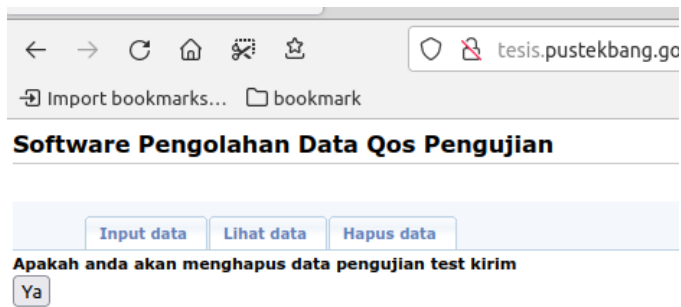 tesis.pustekbang.go
Import bookmarks... bookmark
Software Pengolahan Data Qos Pengujian
Input data Lihat data Hapus data
Apakah anda akan menghapus data pengujian test kirim
Ya